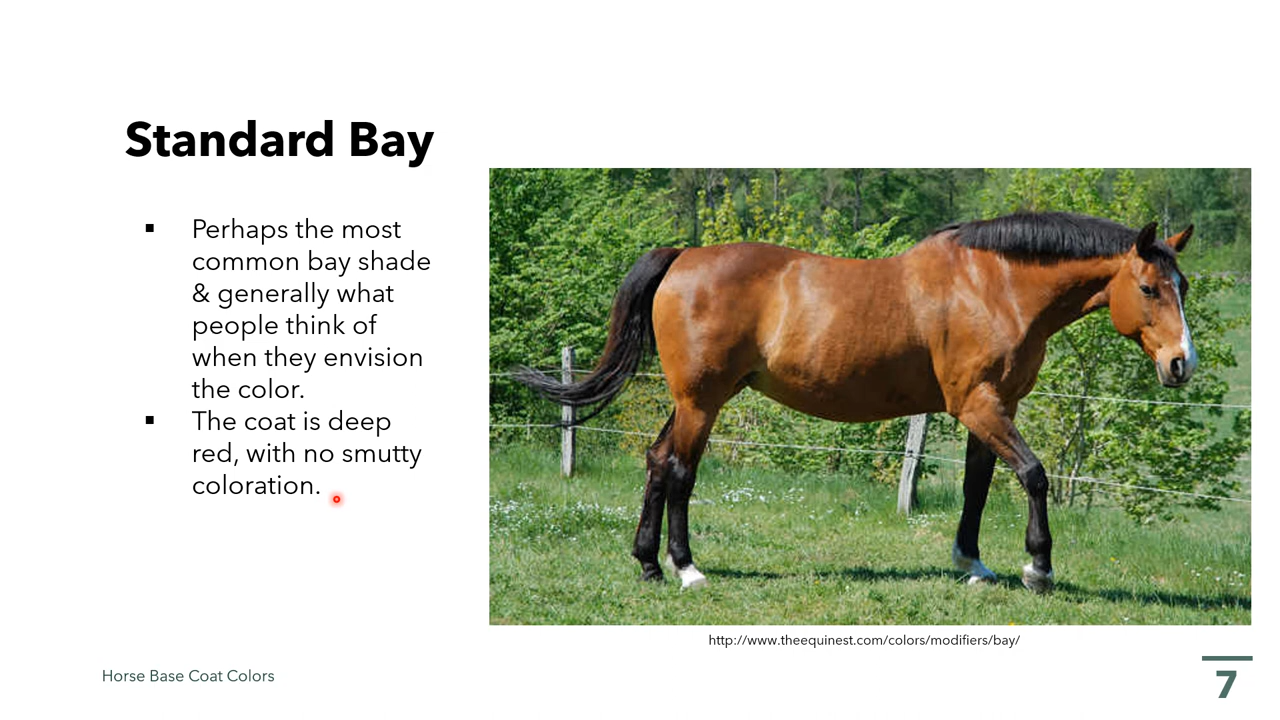 Standard Bay
▪ Perhaps the most
common bay shade
& generally what
people think of
when they envision
the color.
▪ The coat is deep
red, with no smutty
coloration.
http://www.theequinest.com/colors/modifiers/bay/
Horse Base Coat Colors
7